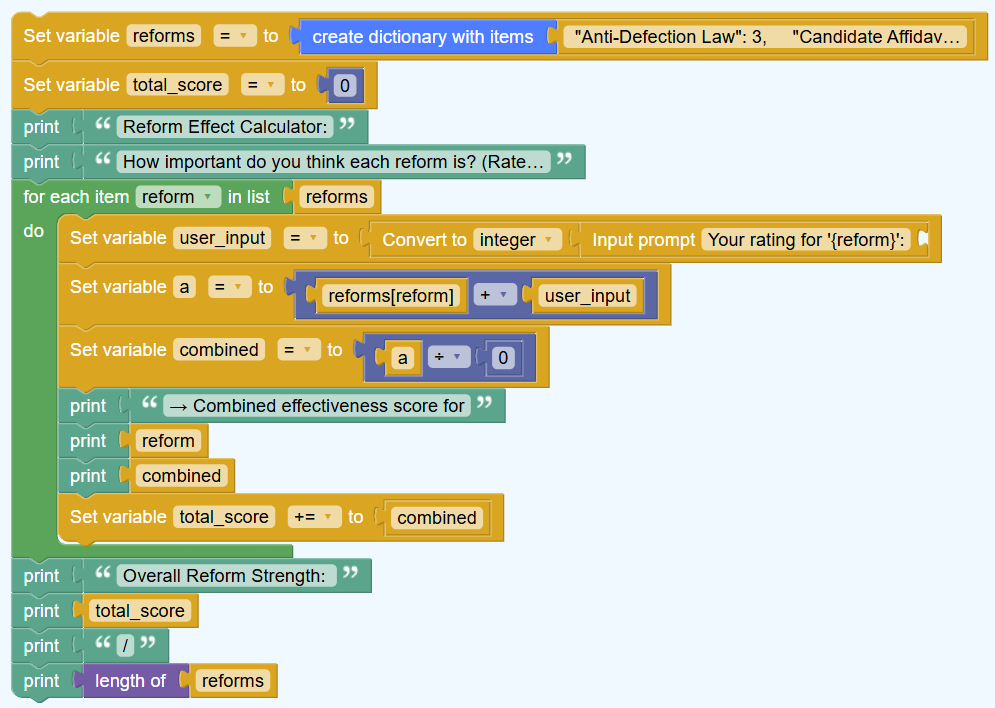 Set variable reforms = to create dictionary with items "Anti-Defection Law": 3, "Candidate Affidav…
Set variable total_score = to 0
print “ Reform Effect Calculator: ”
print “ How important do you think each reform is? (Rate… ”
for each item reform in list reforms
do Set variable user_input = to Convert to integer Input prompt Your rating for '{reform}':
Set variable a = to reforms[reform] + user_input
Set variable combined = to a ÷ 0
print “ → Combined effectiveness score for ”
print reform
print combined
Set variable total_score += to combined
print “ Overall Reform Strength: ”
print total_score
print “ / ”
print length of reforms